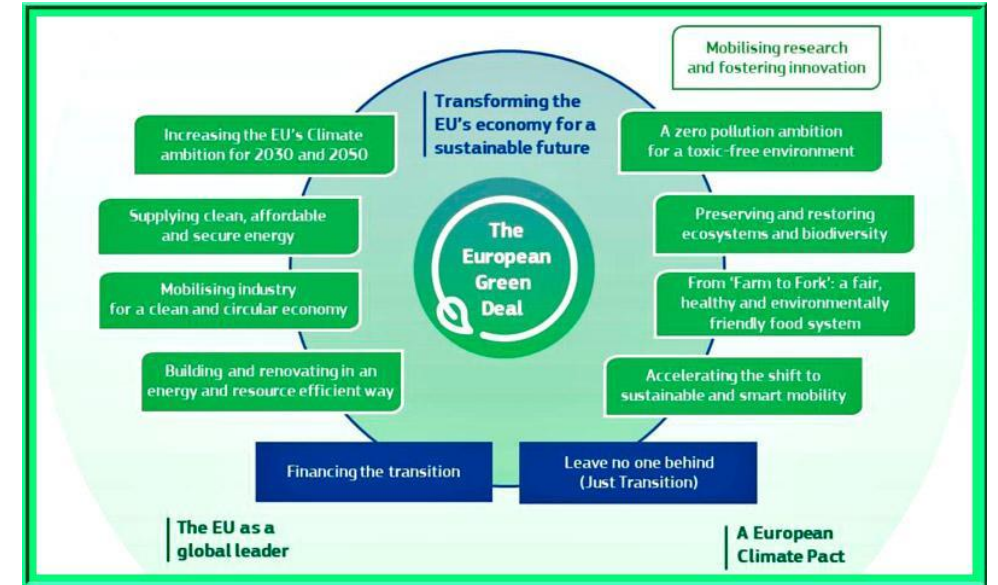 Mobilising research
and fostering innovation
Transforming the
EU's economy for a
sustainable future
Increasing the EU's Climate
ambition for 2030 and 2050
A zero pollution ambition
for a toxic-free environment
Supplying clean, affordable
and secure energy
Preserving and restoring
ecosystems and biodiversity
The
European
Green
Deal
Mobilising industry
for a clean and circular economy
From 'Farm to Fork': a fair,
healthy and environmentally
friendly food system
Building and renovating in an
energy and resource efficient way
Accelerating the shift to
sustainable and smart mobility
Financing the transition
Leave no one behind
(Just Transition)
The EU as a
global leader
A European
Climate Pact